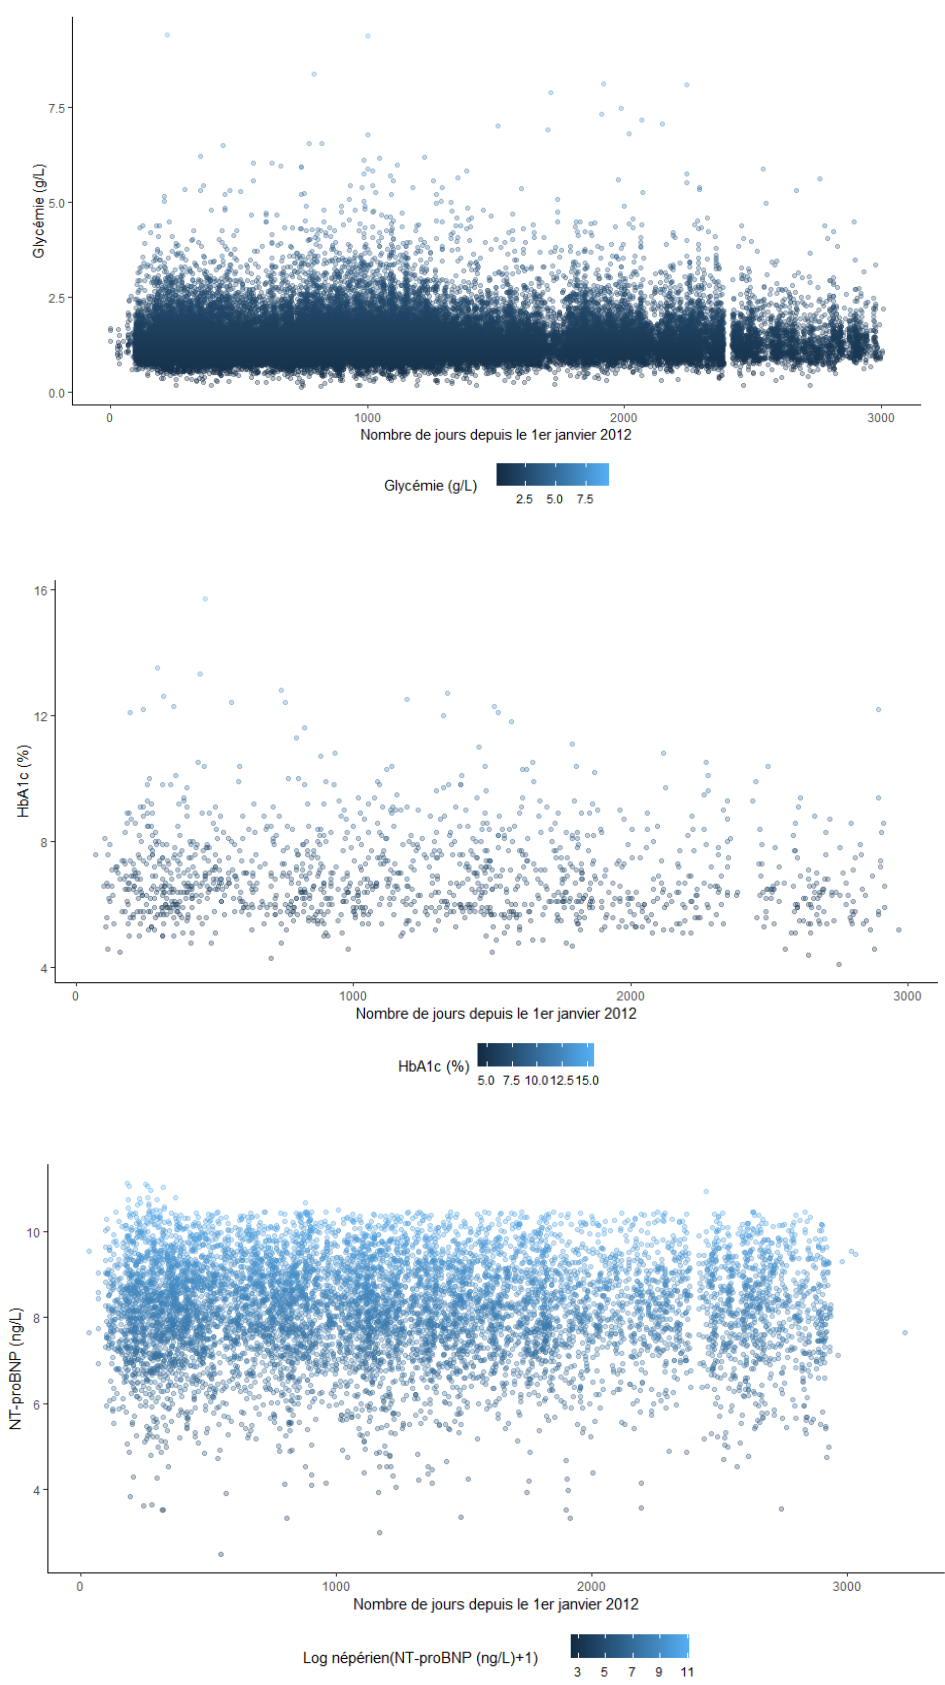 7.5
5.0
2.5
0.0
Glycémie (g/L)
0 1000 2000 3000
Nombre de jours depuis le 1er janvier 2012
Glycémie (g/L)
2.5 5.0 7.5
16
12
8
4
HbA1c (%)
0 1000 2000 3000
Nombre de jours depuis le 1er janvier 2012
HbA1c (%)
5.0 7.5 10.0 12.5 15.0
10
8
6
4
NT-proBNP (ng/L)
0 1000 2000 3000
Nombre de jours depuis le 1er janvier 2012
Log népérien(NT-proBNP (ng/L)+1)
3 5 7 9 11